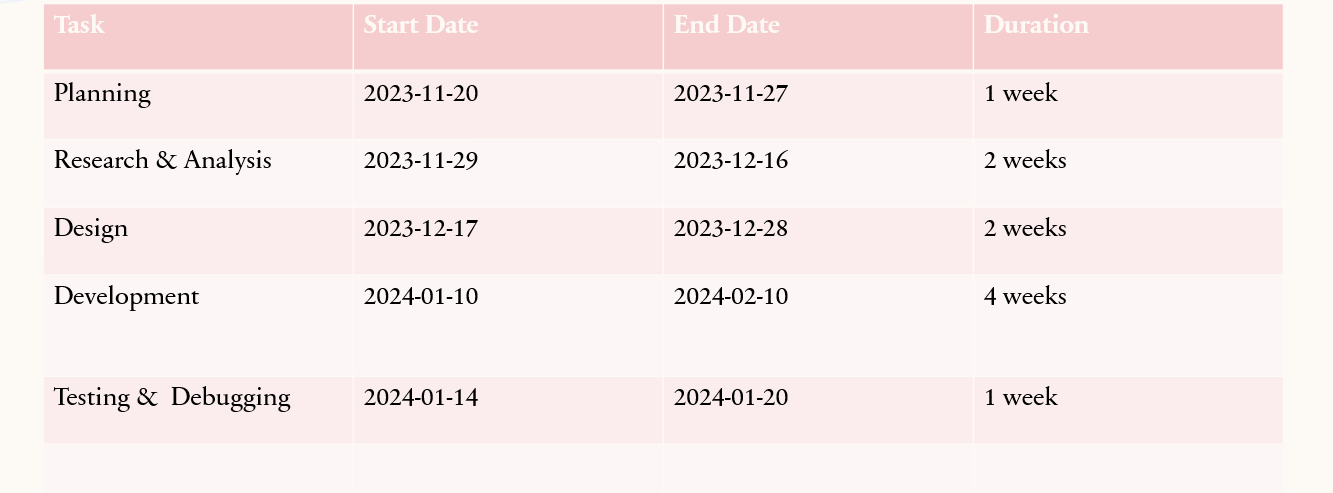 Task Start Date End Date Duration
Planning 2023-11-20 2023-11-27 1 week
Research & Analysis 2023-11-29 2023-12-16 2 weeks
Design 2023-12-17 2023-12-28 2 weeks
Development 2024-01-10 2024-02-10 4 weeks
Testing & Debugging 2024-01-14 2024-01-20 1 week